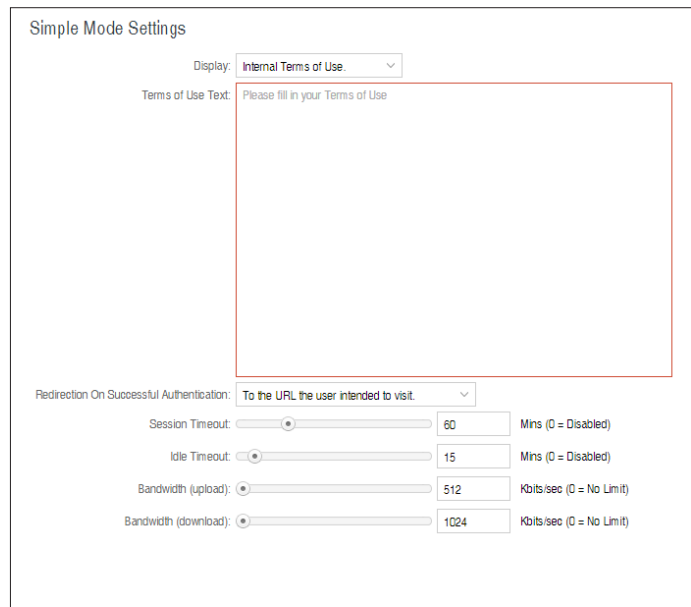 Simple Mode Settings
Display: Internal Terms of Use.
Terms of Use Text: Please fill in your Terms of Use
Redirection On Successful Authentication: To the URL the user intended to visit.
Session Timeout: 60 Mins (0 = Disabled)
Idle Timeout: 15 Mins (0 = Disabled)
Bandwidth (upload): 512 Kbits/sec (0 = No Limit)
Bandwidth (download): 1024 Kbits/sec (0 = No Limit)